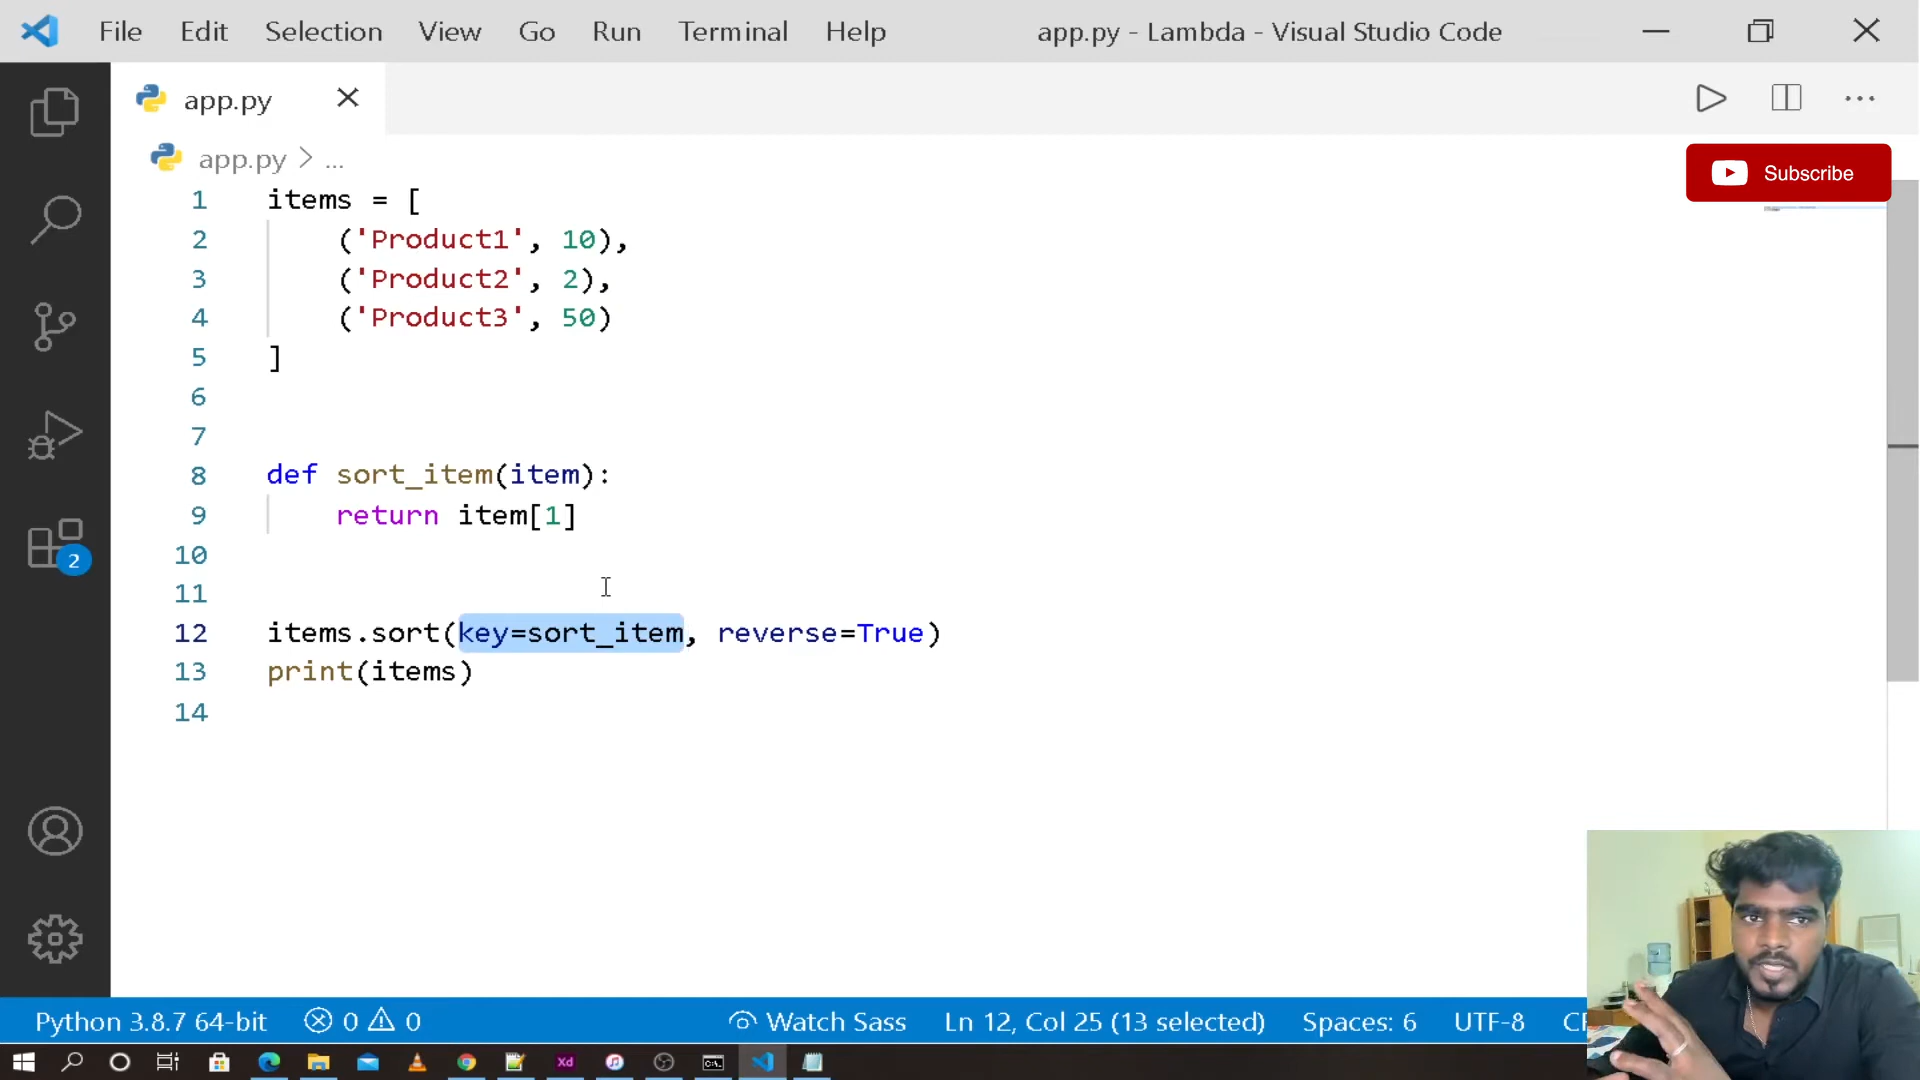 File Edit Selection View Go Run Terminal Help app.py - Lambda - Visual Studio Code
app.py
app.py > ...
Subscribe
1 items = [
2 ('Product1', 10),
3 ('Product2', 2),
4 ('Product3', 50)
5 ]
6
7
8 def sort_item(item):
9 return item[1]
10
11
12 items.sort(key=sort_item, reverse=True)
13 print(items)
14
2
Python 3.8.7 64-bit 0 0 Watch Sass Ln 12, Col 25 (13 selected) Spaces: 6 UTF-8
Xd